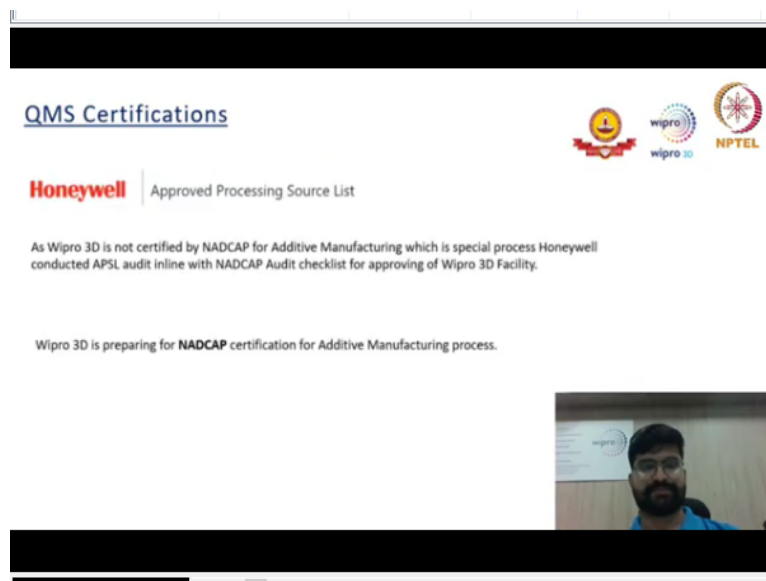 QMS Certifications
wipro
wipro 3D
NPTEL
Honeywell
Approved Processing Source List
As Wipro 3D is not certified by NADCAP for Additive Manufacturing which is special process Honeywell
conducted APSL audit inline with NADCAP Audit checklist for approving of Wipro 3D Facility.
Wipro 3D is preparing for NADCAP certification for Additive Manufacturing process.
wipro